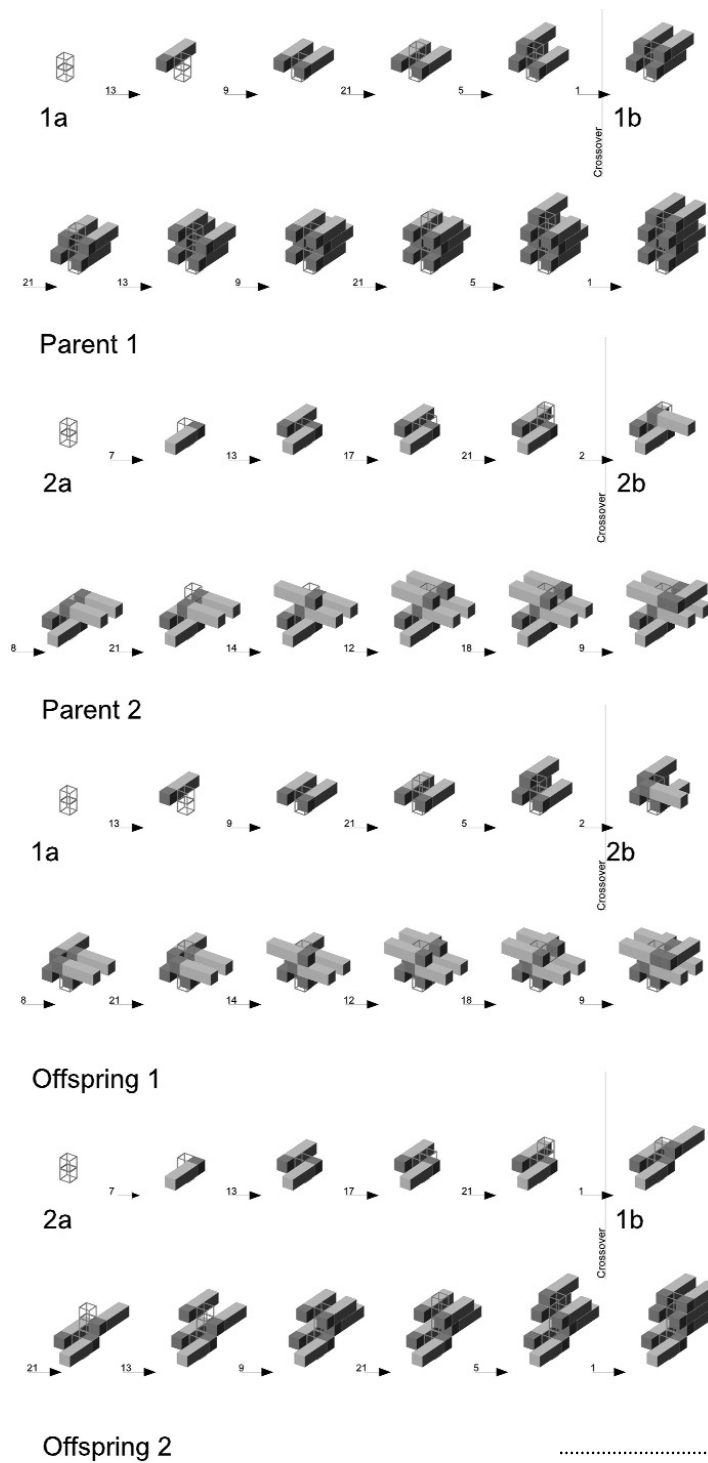 13 9 21 5 1
1a 1b
Crossover
21 13 9 21 5 1
Parent 1
7 13 17 21 2
2a 2b
Crossover
8 21 14 12 18 9
Parent 2
13 9 21 5 2
1a 2b
Crossover
8 21 14 12 18 9
Offspring 1
7 13 17 21 1
2a 1b
Crossover
21 13 9 21 5 1
Offspring 2